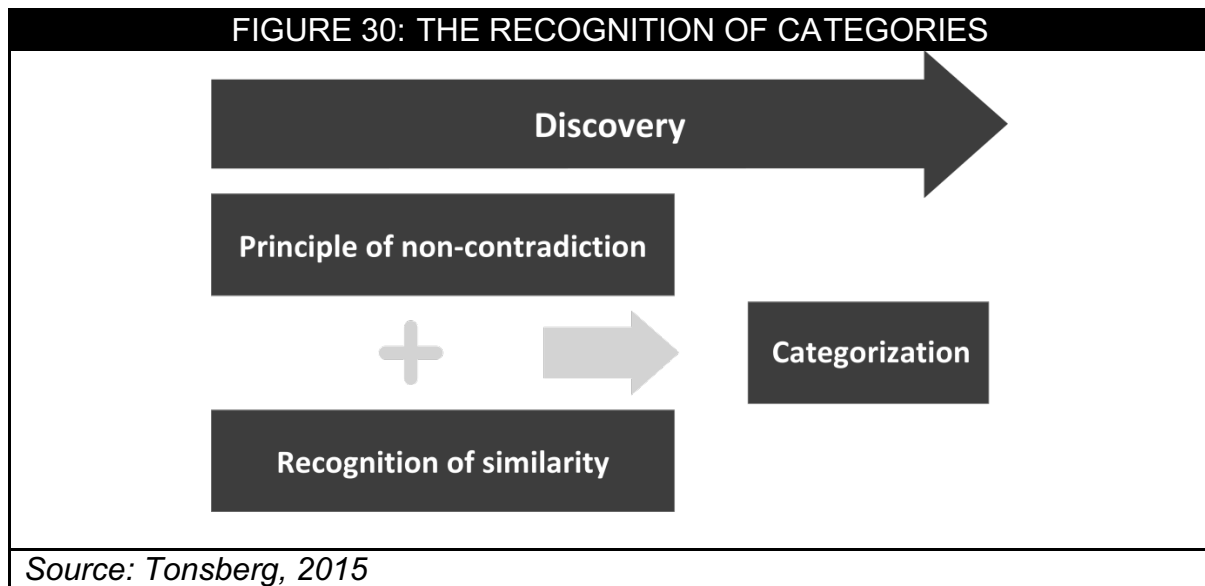 FIGURE 30: THE RECOGNITION OF CATEGORIES
Discovery
Principle of non-contradiction
Categorization
Recognition of similarity
Source: Tonsberg, 2015